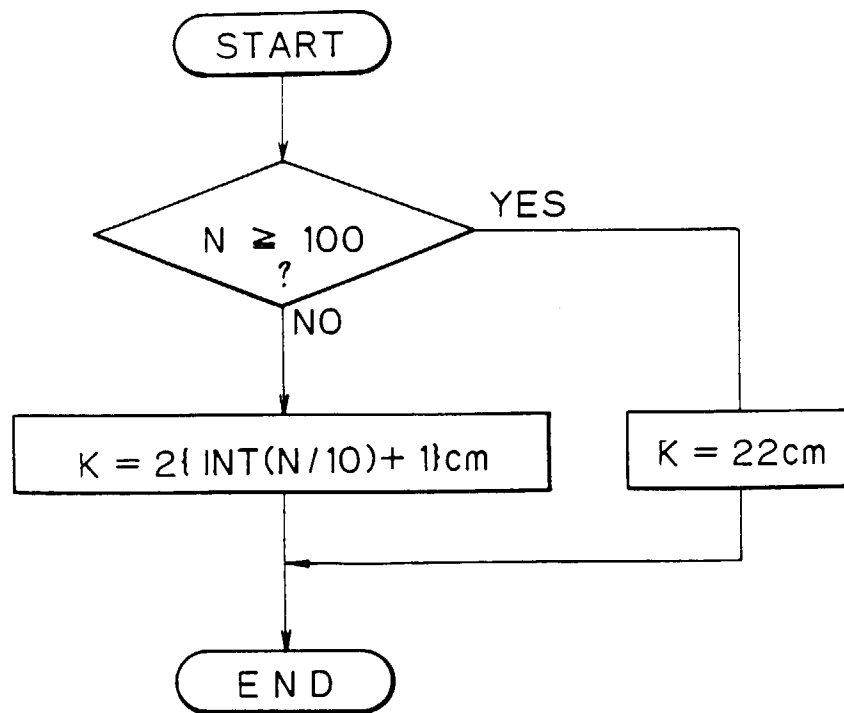 START
YES
N ≧ 100
?
NO
K = 2{ INT(N/10)+ 1}cm
K = 22cm
END